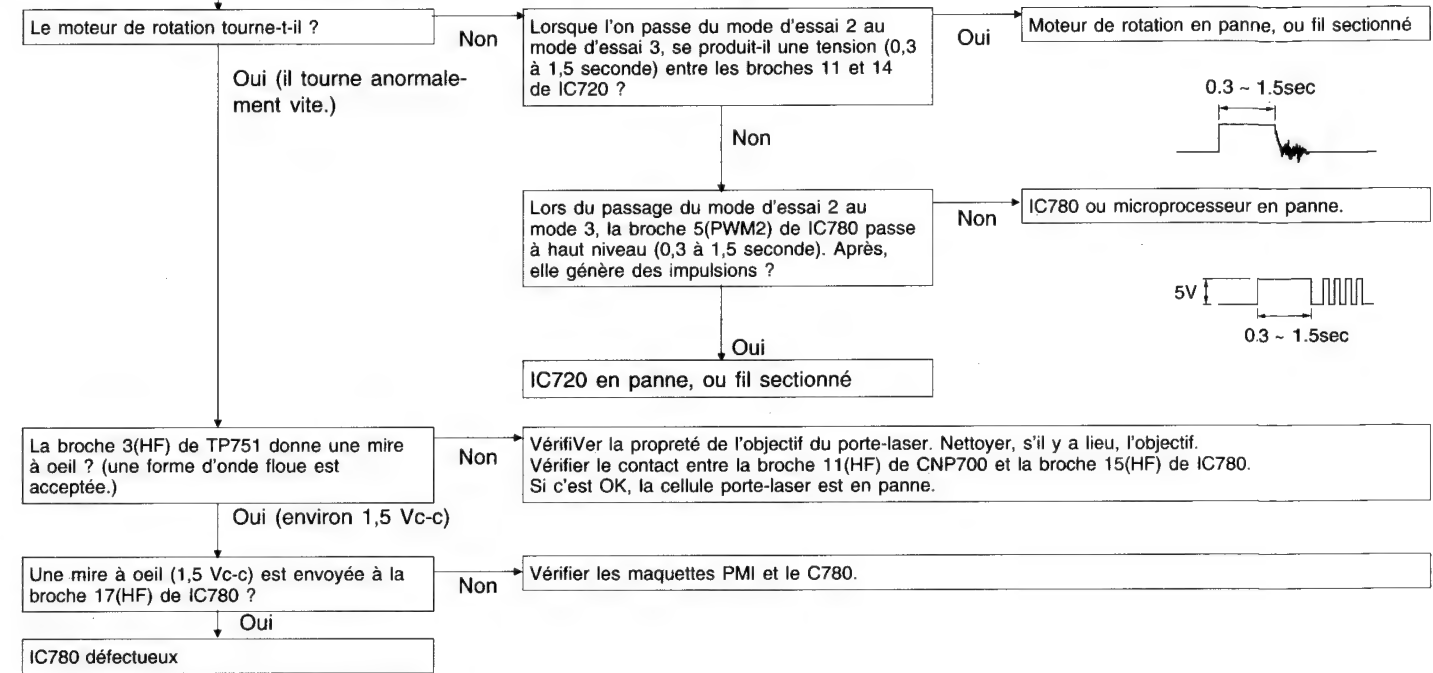 Le moteur de rotation tourne-t-il ?
Non
Lorsque l'on passe du mode d'essai 2 au
mode d'essai 3, se produit-il une tension (0,3
à 1,5 seconde) entre les broches 11 et 14
de IC720 ?
Oui
Moteur de rotation en panne, ou fil sectionné
Oui (il tourne anormale-
ment vite.)
0.3 ~ 1.5sec
Non
Lors du passage du mode d'essai 2 au
mode 3, la broche 5(PWM2) de IC780 passe
à haut niveau (0,3 à 1,5 seconde). Après,
elle génère des impulsions ?
Non
IC780 ou microprocesseur en panne.
5V
0.3 ~ 1.5sec
Oui
IC720 en panne, ou fil sectionné
La broche 3(HF) de TP751 donne une mire
à oeil ? (une forme d'onde floue est
acceptée.)
Non
VérifiVer la propreté de l'objectif du porte-laser. Nettoyer, s'il y a lieu, l'objectif.
Vérifier le contact entre la broche 11(HF) de CNP700 et la broche 15(HF) de IC780.
Si c'est OK, la cellule porte-laser est en panne.
Oui (environ 1,5 Vc-c)
Une mire à oeil (1,5 Vc-c) est envoyée à la
broche 17(HF) de IC780 ?
Non
Vérifier les maquettes PMI et le C780.
Oui
IC780 défectueux